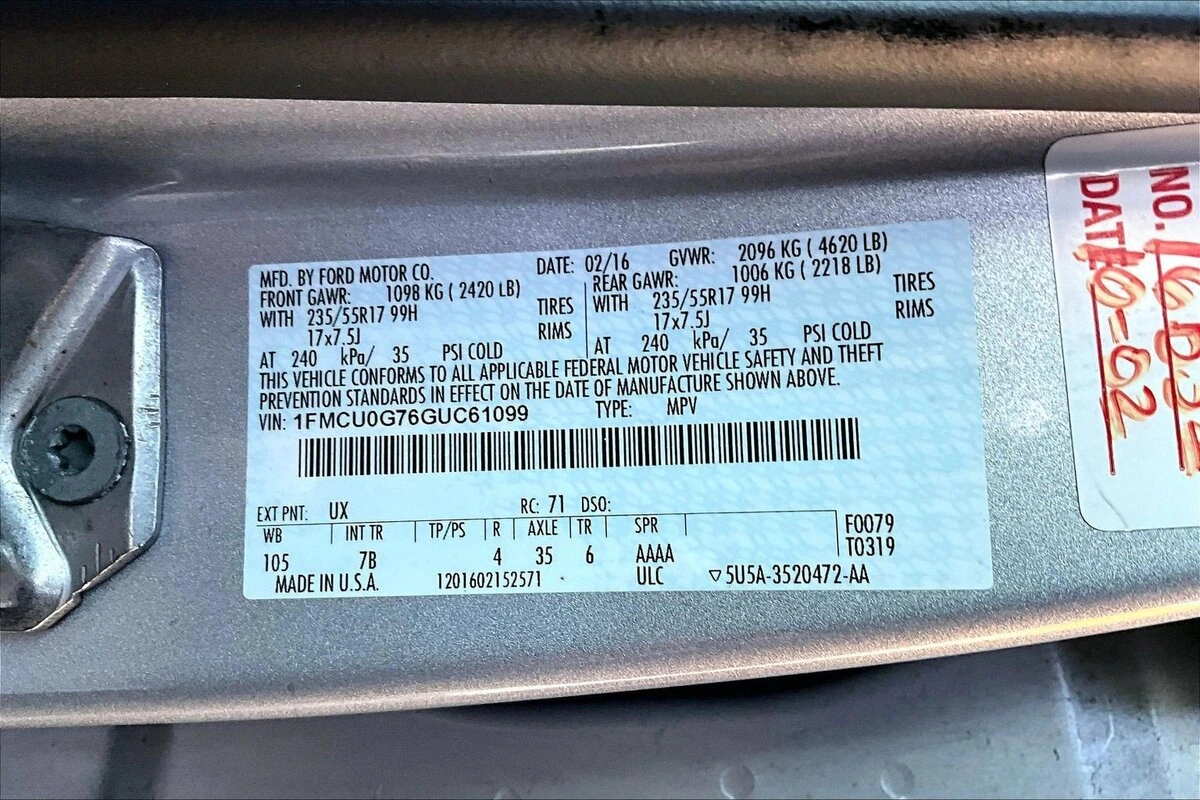 MFD. BY FORD MOTOR CO. DATE: 02/16 GVWR: 2096 KG ( 4620 LB)
FRONT GAWR: 1098 KG ( 2420 LB) REAR GAWR: 1006 KG ( 2218 LB)
WITH 235/55R17 99H TIRES WITH 235/55R17 99H TIRES
17x7.5J RIMS 17x7.5J RIMS
AT 240 kPa/ 35 PSI COLD AT 240 kPa/ 35 PSI COLD
THIS VEHICLE CONFORMS TO ALL APPLICABLE FEDERAL MOTOR VEHICLE SAFETY AND THEFT
PREVENTION STANDARDS IN EFFECT ON THE DATE OF MANUFACTURE SHOWN ABOVE.
VIN: 1FMCU0G76GUC61099 TYPE: MPV
EXT PNT: UX RC: 71 DSO:
WB INT TR TP/PS R AXLE TR SPR F0079
105 7B 4 35 6 AAAA T0319
MADE IN U.S.A. 1201602152571 ULC ▽5U5A-3520472-AA
NO.
DATE